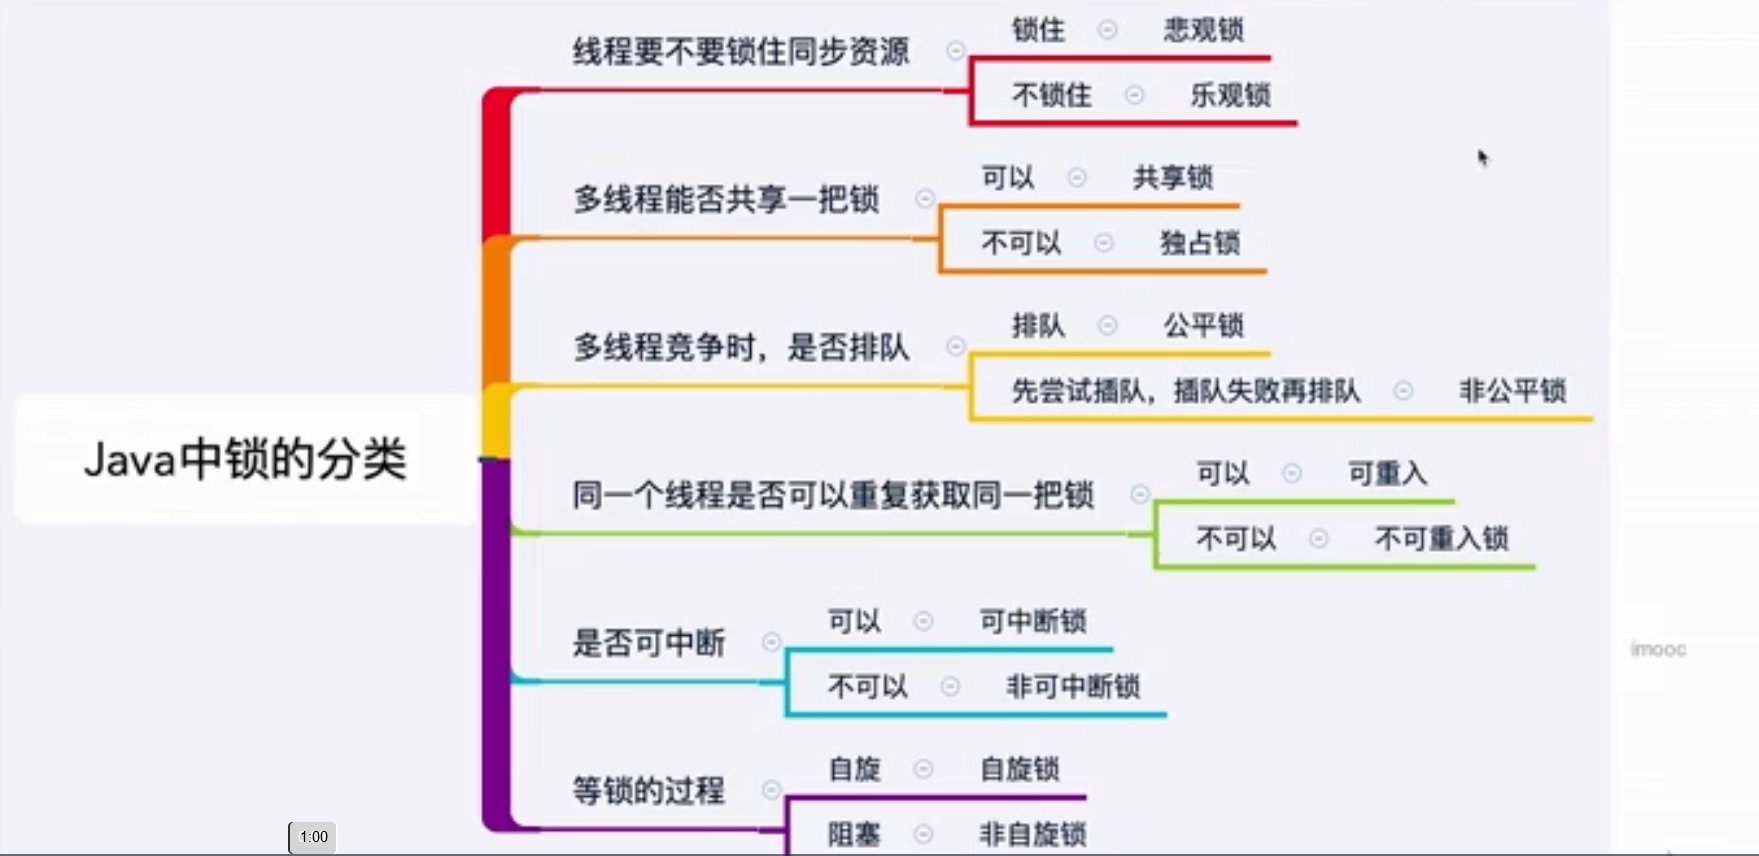 线程要不要锁住同步资源
锁住 悲观锁
不锁住 乐观锁
多线程能否共享一把锁
可以 共享锁
不可以 独占锁
多线程竞争时，是否排队
排队 公平锁
先尝试插队，插队失败再排队 非公平锁
Java中锁的分类
同一个线程是否可以重复获取同一把锁
可以 可重入
不可以 不可重入锁
是否可中断
可以 可中断锁
不可以 非可中断锁
imooc
等锁的过程
自旋 自旋锁
阻塞 非自旋锁
1:00